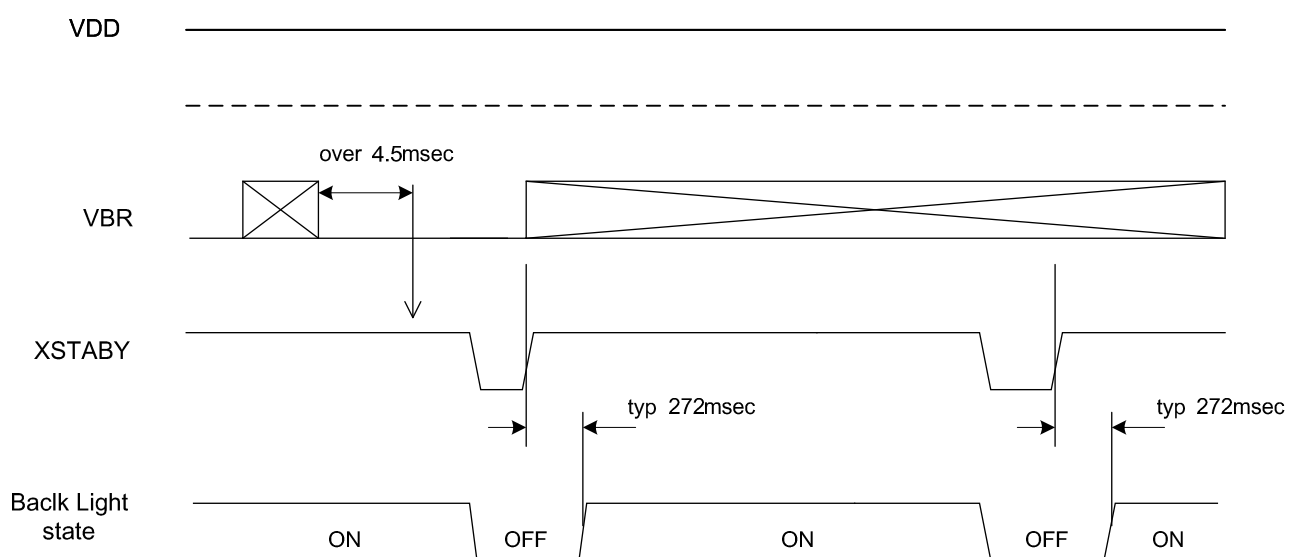 VDD
over 4.5msec
VBR
XSTABY
typ 272msec
typ 272msec
Baclk Light
state
ON
OFF
ON
OFF
ON